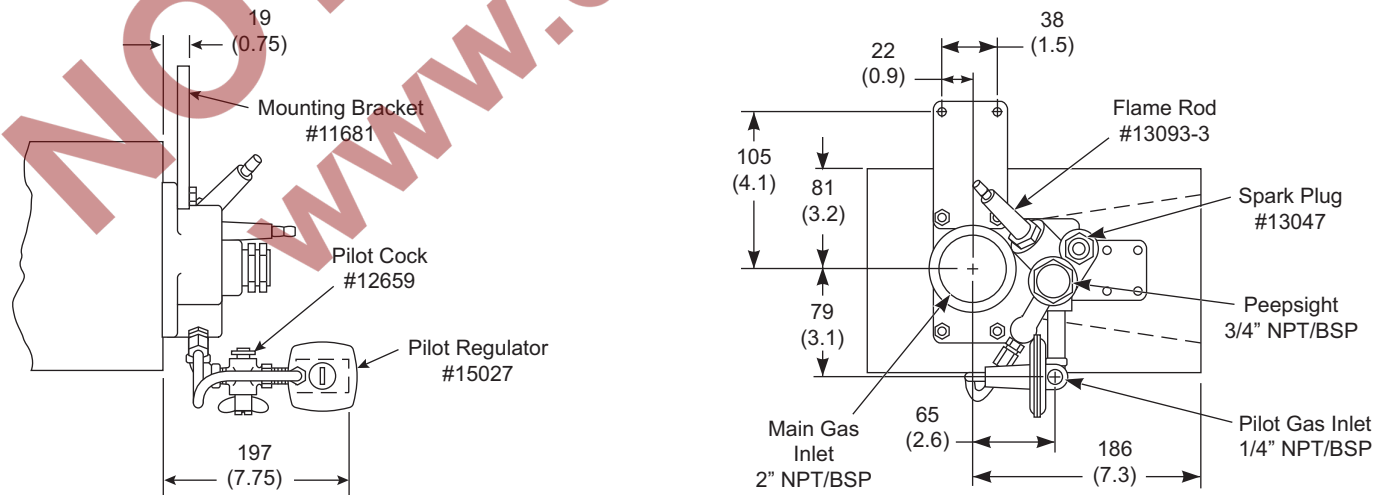 19
(0.75)
Mounting Bracket
#11681
Pilot Cock
#12659
Pilot Regulator
#15027
197
(7.75)
38
(1.5)
22
(0.9)
Flame Rod
#13093-3
105
(4.1)
81
(3.2)
Spark Plug
#13047
79
(3.1)
Peepsight
3/4” NPT/BSP
65
(2.6)
Main Gas
Inlet
2” NPT/BSP
Pilot Gas Inlet
1/4” NPT/BSP
186
(7.3)
NO
www.